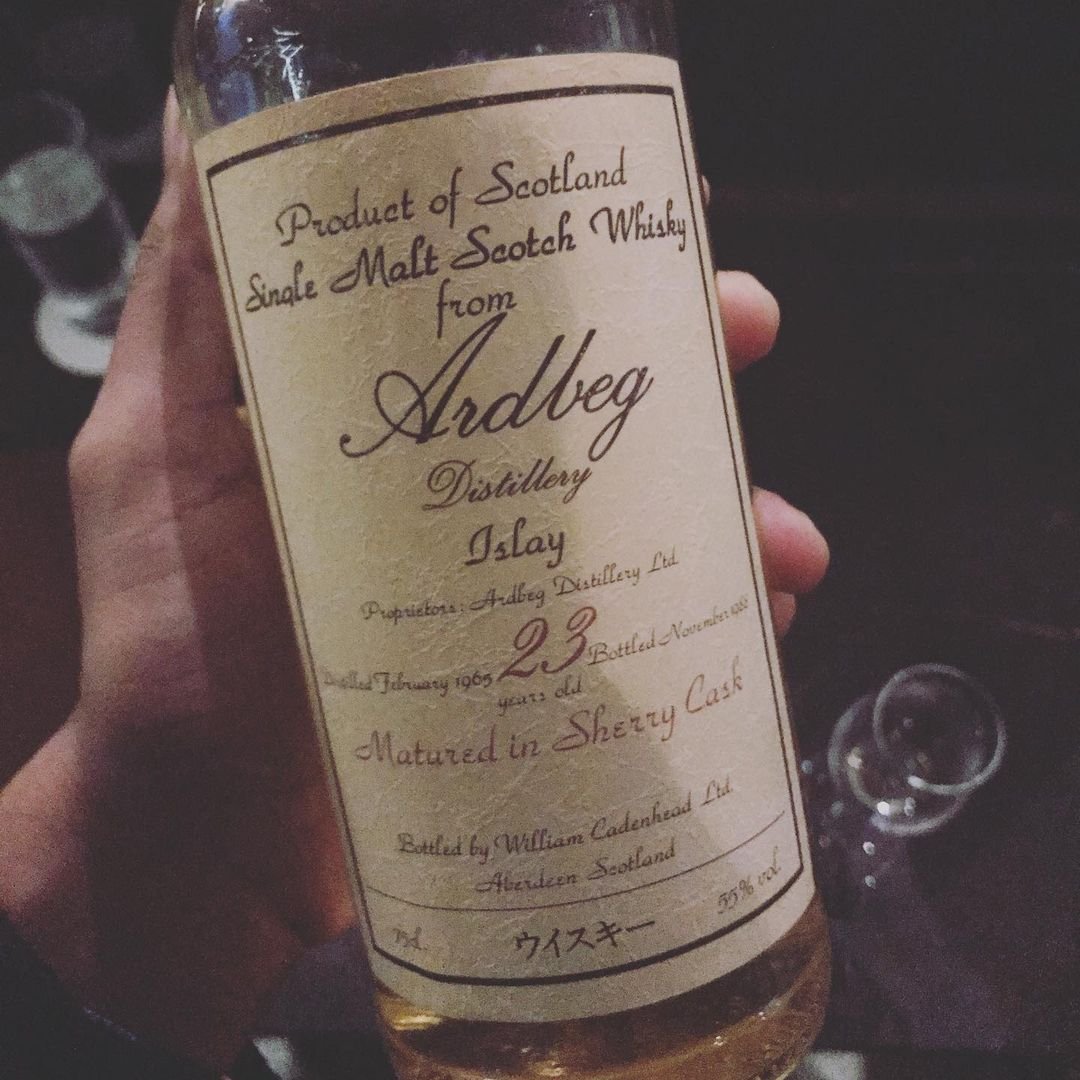 Product of Scotland
Single Malt Scotch Whisky
from
Ardbeg
Distillery
Islay
Proprietors: Ardbeg Distillery Ltd.
Distilled February 1965 23 years old Bottled November 1988
Matured in Sherry Cask
Bottled by William Cadenhead Ltd.
Aberdeen Scotland
75cl. ウイスキー 55% vol.